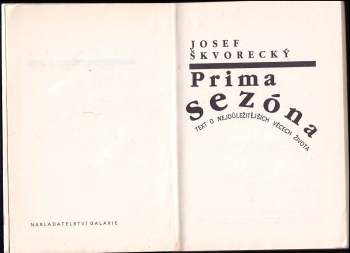 NAKLADATELSTVÍ GALAXIE
JOSEF
ŠKVORECKÝ
Prima
sezóna
TEXT O NEJDŮLEŽITĚJŠÍCH VĚCECH ŽIVOTA